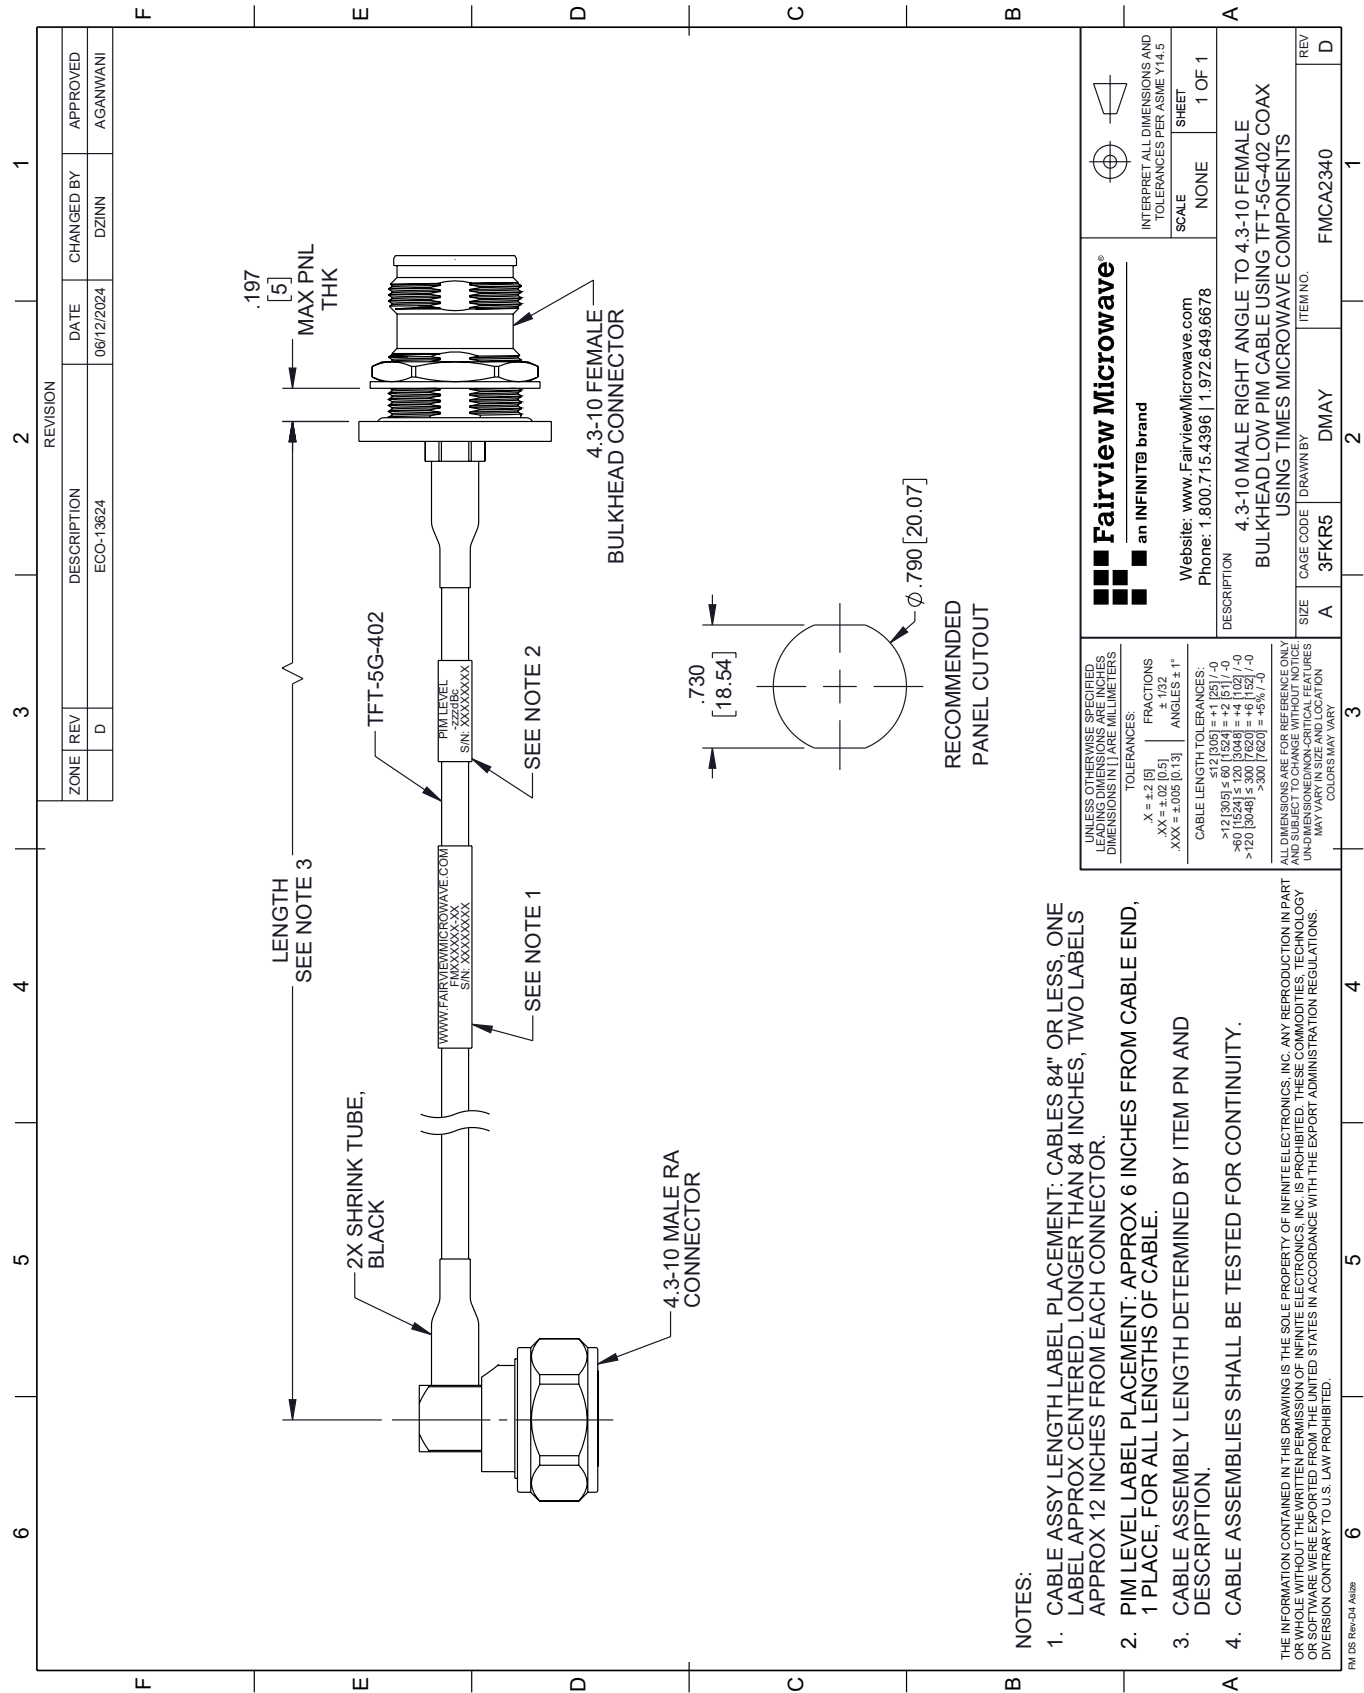 6
5
4
3
2
1
F
E
D
C
B
A
F
E
D
C
B
A
REVISION
ZONE
REV
DESCRIPTION
DATE
CHANGED BY
APPROVED
D
ECO-13624
06/12/2024
DZINN
AGANWANI
LENGTH
SEE NOTE 3
.197
[5]
MAX PNL
THK
2X SHRINK TUBE,
BLACK
TFT-5G-402
WWW.FAIRVIEWMICROWAVE.COM
FMXXXXXX-XX
S/N: XXXXXXXX
PIM LEVEL
-zzzdBc
S/N: XXXXXXXX
SEE NOTE 1
SEE NOTE 2
4.3-10 FEMALE
BULKHEAD CONNECTOR
4.3-10 MALE RA
CONNECTOR
.730
[18.54]
∅.790 [20.07]
RECOMMENDED
PANEL CUTOUT
NOTES:
1. CABLE ASSY LENGTH LABEL PLACEMENT: CABLES 84" OR LESS, ONE
LABEL APPROX CENTERED. LONGER THAN 84 INCHES, TWO LABELS
APPROX 12 INCHES FROM EACH CONNECTOR.
2. PIM LEVEL LABEL PLACEMENT: APPROX 6 INCHES FROM CABLE END,
1 PLACE, FOR ALL LENGTHS OF CABLE.
3. CABLE ASSEMBLY LENGTH DETERMINED BY ITEM PN AND
DESCRIPTION.
4. CABLE ASSEMBLIES SHALL BE TESTED FOR CONTINUITY.
THE INFORMATION CONTAINED IN THIS DRAWING IS THE SOLE PROPERTY OF INFINITE ELECTRONICS, INC. ANY REPRODUCTION IN PART
OR WHOLE WITHOUT THE WRITTEN PERMISSION OF INFINITE ELECTRONICS, INC. IS PROHIBITED. THESE COMMODITIES, TECHNOLOGY
OR SOFTWARE WERE EXPORTED FROM THE UNITED STATES IN ACCORDANCE WITH THE EXPORT ADMINISTRATION REGULATIONS.
DIVERSION CONTRARY TO U.S. LAW PROHIBITED.
UNLESS OTHERWISE SPECIFIED
LEADING DIMENSIONS ARE INCHES
DIMENSIONS IN [ ] ARE MILLIMETERS
TOLERANCES:
.X = ±.2 [5]
.XX = ±.02 [0.5]
.XXX = ±.005 [0.13]
FRACTIONS
± 1/32
ANGLES ± 1°
CABLE LENGTH TOLERANCES:
≤12 [305] = +1 [25] / -0
>12 [305] ≤ 60 [1524] = +2 [51] / -0
>60 [1524] ≤ 120 [3048] = +4 [102] / -0
>120 [3048] ≤ 300 [7620] = +6 [152] / -0
>300 [7620] = +5% / -0
ALL DIMENSIONS ARE FOR REFERENCE ONLY
AND SUBJECT TO CHANGE WITHOUT NOTICE.
UN-DIMENSIONED/NON-CRITICAL FEATURES
MAY VARY IN SIZE AND LOCATION
COLORS MAY VARY
Fairview Microwave®
an INFINIT® brand
Website: www.FairviewMicrowave.com
Phone: 1.800.715.4396 | 1.972.649.6678
INTERPRET ALL DIMENSIONS AND
TOLERANCES PER ASME Y14.5
SCALE
NONE
SHEET
1 OF 1
DESCRIPTION
4.3-10 MALE RIGHT ANGLE TO 4.3-10 FEMALE
BULKHEAD LOW PIM CABLE USING TFT-5G-402 COAX
USING TIMES MICROWAVE COMPONENTS
SIZE
A
CAGE CODE
3FKR5
DRAWN BY
DMAY
ITEM NO.
FMCA2340
REV
D
6
5
4
3
2
1
FM DS Rev-D4 Asize